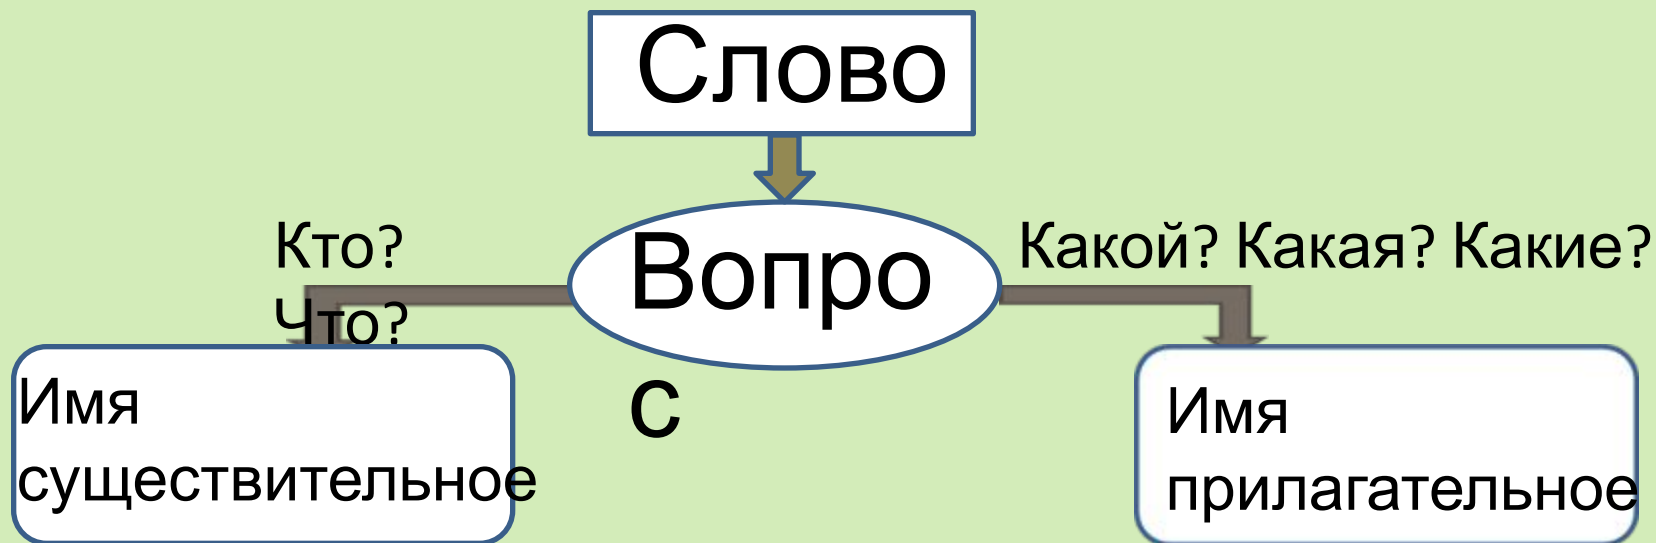 Слово
Кто?
Что?
Вопро
с
Какой? Какая? Какие?
Имя
существительное
Имя
прилагательное